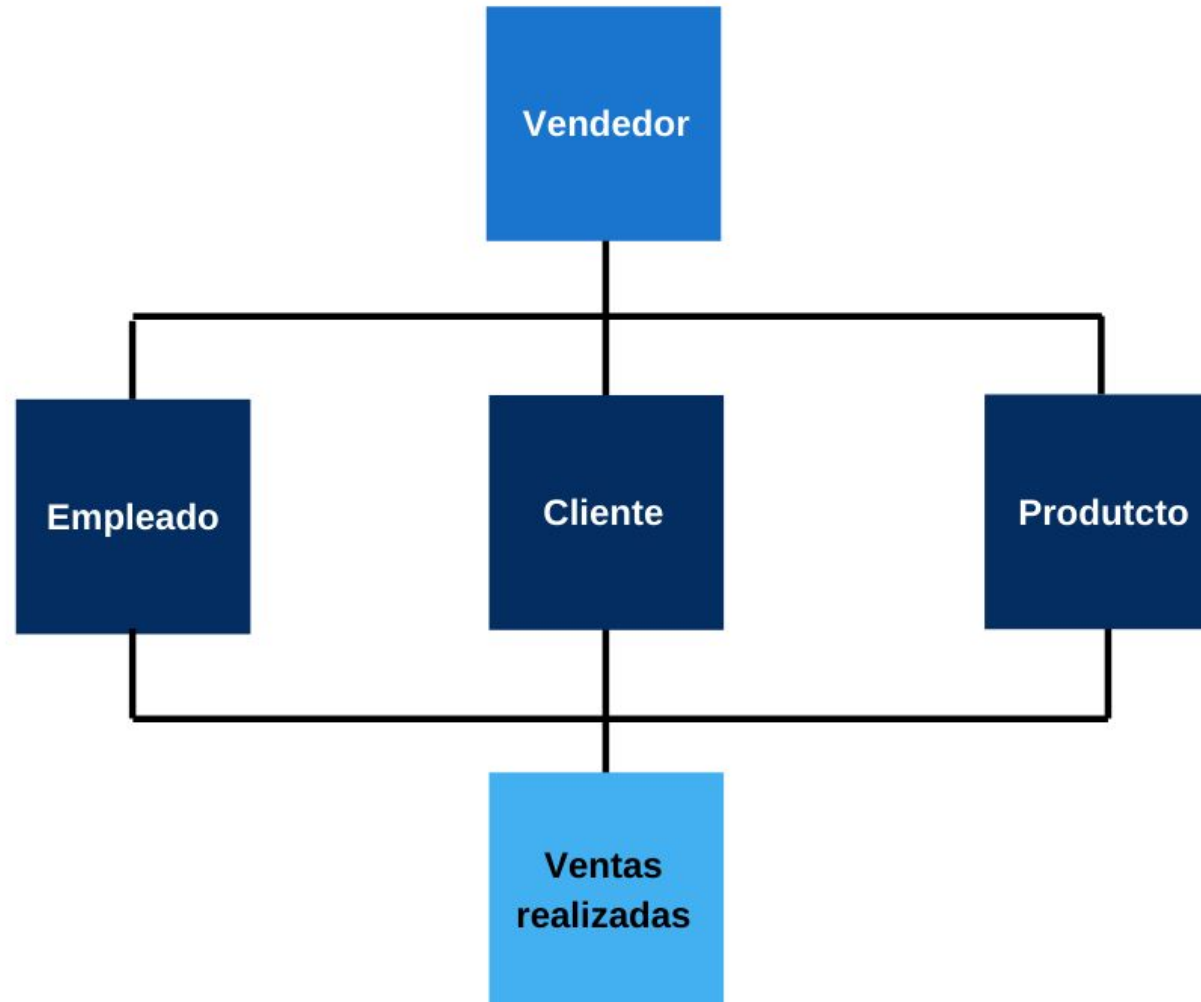 Vendedor
Empleado
Cliente
Produtcto
Ventas
realizadas